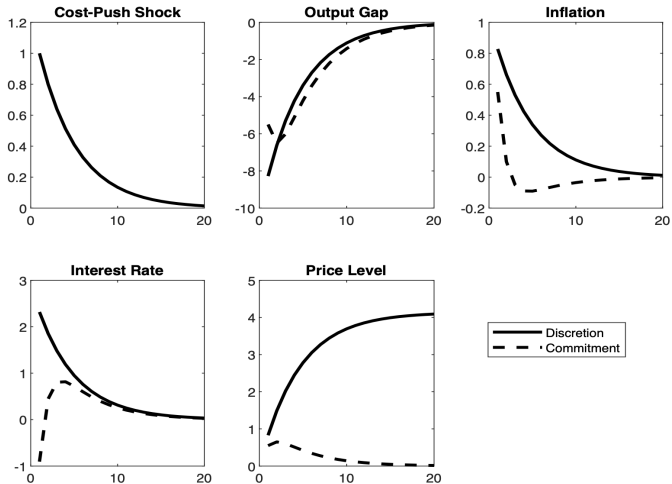 Cost-Push Shock
1.2
1
0.8
0.6
0.4
0.2
0
0 10 20
Output Gap
0
-2
-4
-6
-8
-10
0 10 20
Inflation
1
0.8
0.6
0.4
0.2
0
-0.2
0 10 20
Interest Rate
3
2
1
0
-1
0 10 20
Price Level
5
4
3
2
1
0
0 10 20
Discretion
Commitment